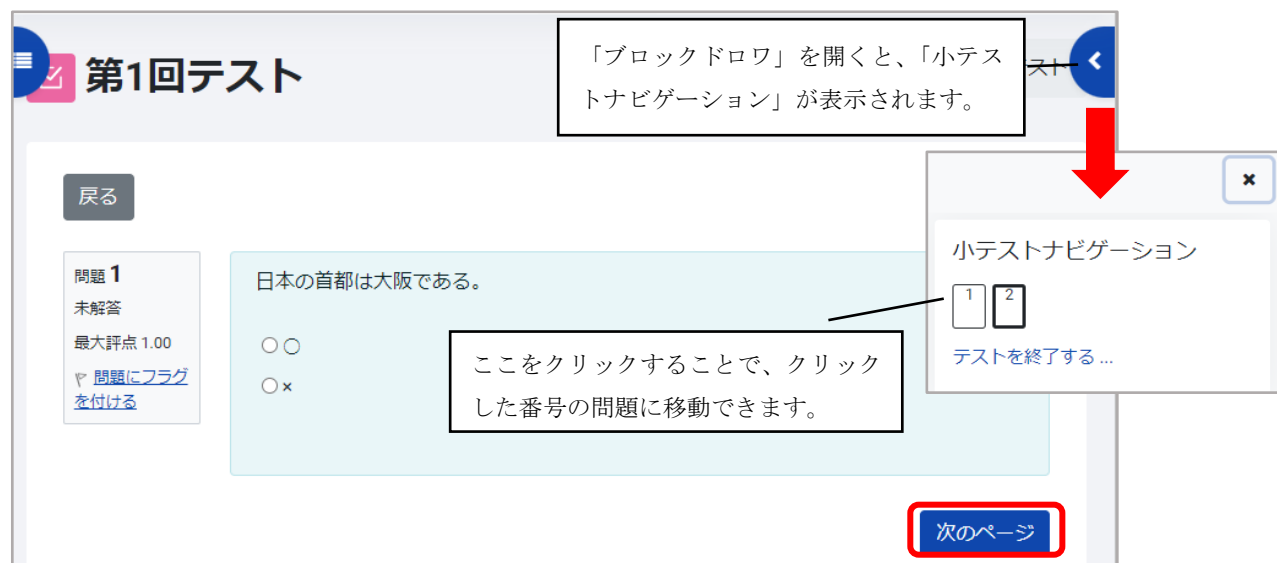 第1回テスト
「ブロックドロワ」を開くと、「小テス
トナビゲーション」が表示されます。
スト
戻る
小テストナビゲーション
1 2
テストを終了する ...
問題 1
未解答
最大評点 1.00
問題にフラグ
を付ける
日本の首都は大阪である。
○
×
ここをクリックすることで、クリック
した番号の問題に移動できます。
次のページ